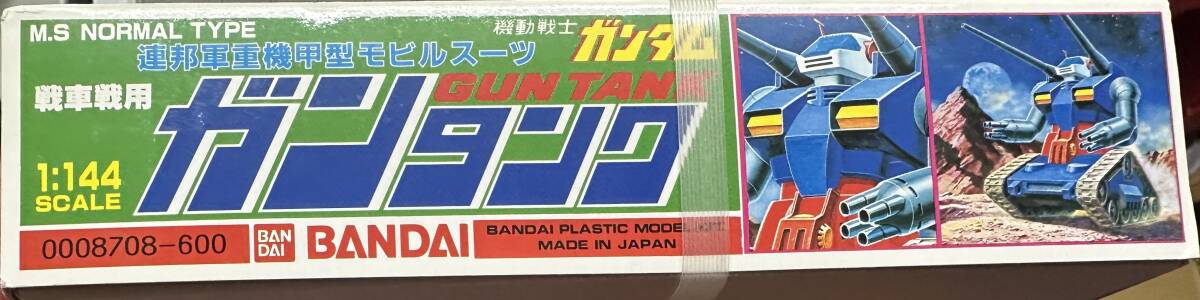 M.S NORMAL TYPE
機動戦士 ガンダム
連邦軍重機甲型モビルスーツ
GUN TANK
戦車戦用
ガンタンク
1:144
SCALE
0008708-600
BAN
DAI
BANDAI
BANDAI PLASTIC MODEL
MADE IN JAPAN